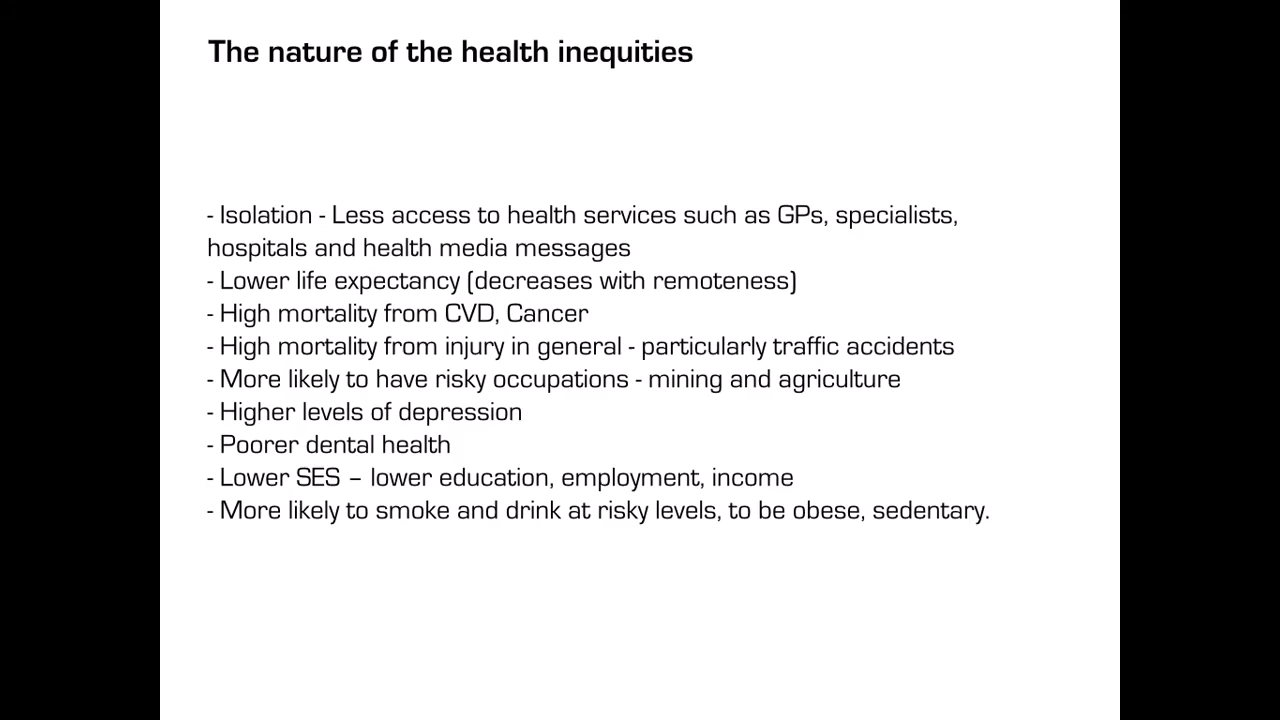 The nature of the health inequities
- Isolation - Less access to health services such as GPs, specialists,
hospitals and health media messages
- Lower life expectancy (decreases with remoteness)
- High mortality from CVD, Cancer
- High mortality from injury in general - particularly traffic accidents
- More likely to have risky occupations - mining and agriculture
- Higher levels of depression
- Poorer dental health
- Lower SES – lower education, employment, income
- More likely to smoke and drink at risky levels, to be obese, sedentary.